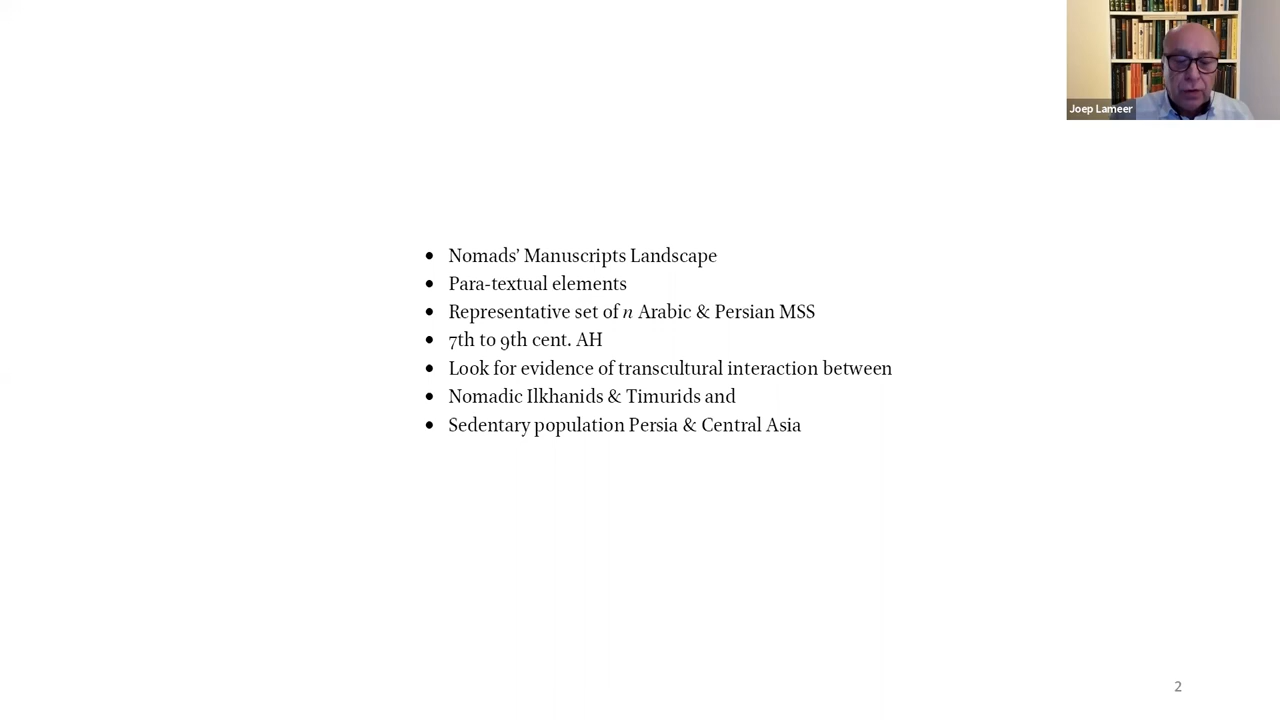 Joep Lameer
• Nomads’ Manuscripts Landscape
• Para-textual elements
• Representative set of n Arabic & Persian MSS
• 7th to 9th cent. AH
• Look for evidence of transcultural interaction between
• Nomadic Ilkhanids & Timurids and
• Sedentary population Persia & Central Asia
2